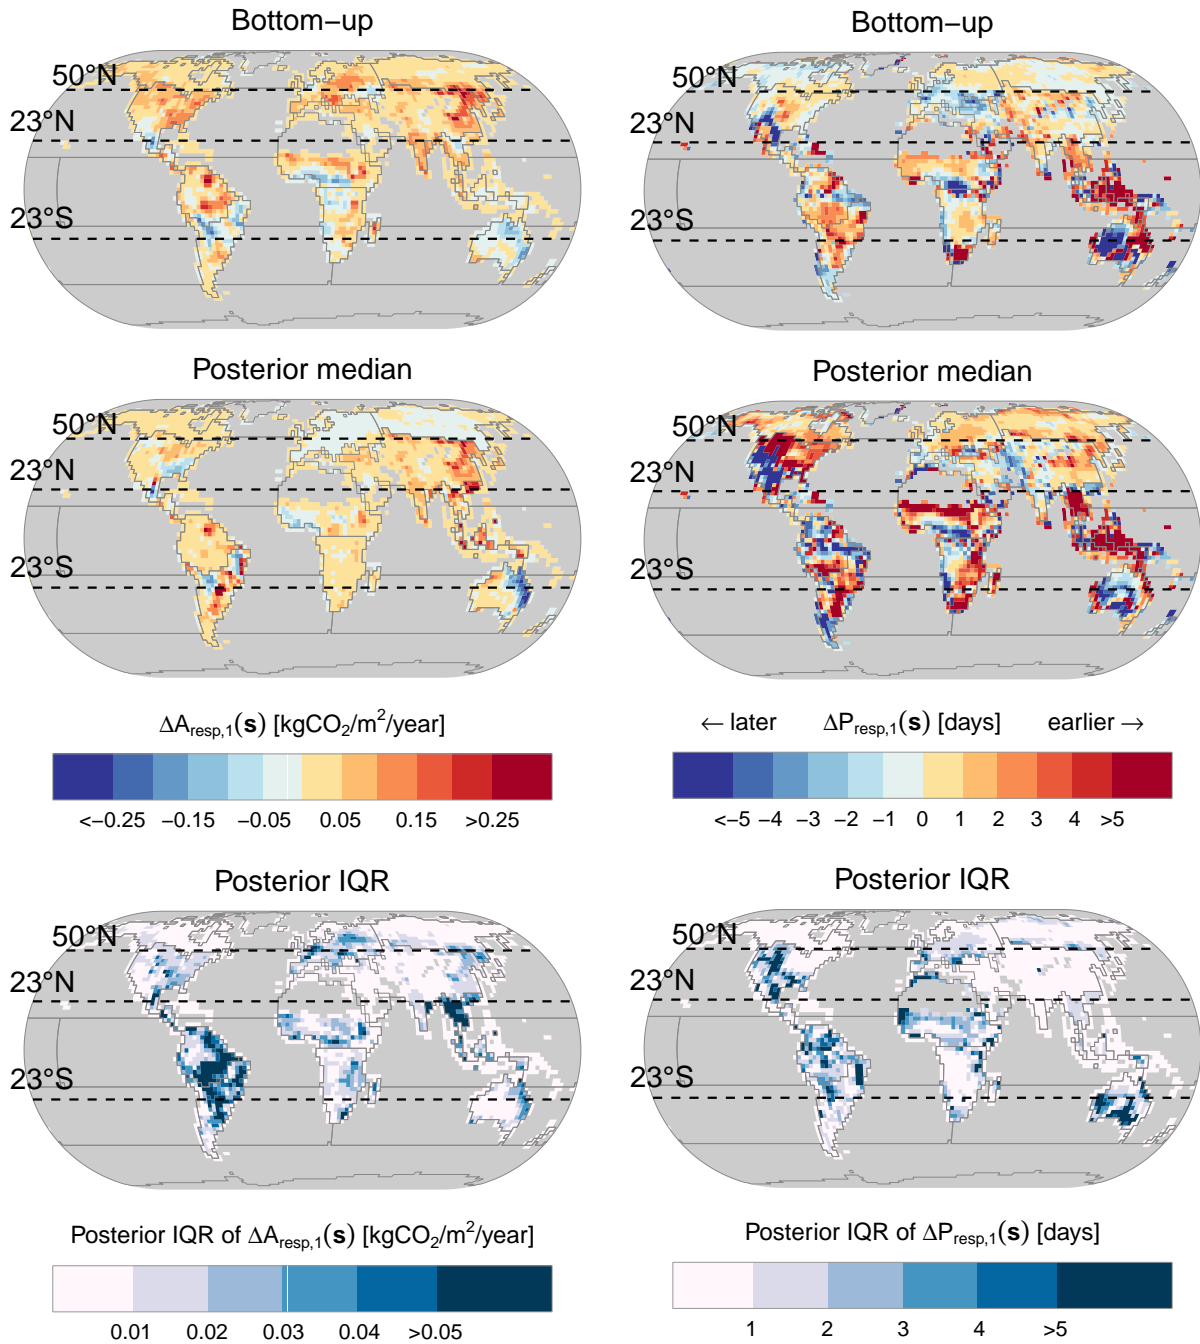 Bottom−up
50°N
23°N
23°S
Bottom−up
50°N
23°N
23°S
Posterior median
50°N
23°N
23°S
Posterior median
50°N
23°N
23°S
ΔA_resp,1(s) [kgCO₂/m²/year]
<−0.25 −0.15 −0.05 0.05 0.15 >0.25
← later ΔP_resp,1(s) [days] earlier →
<−5 −4 −3 −2 −1 0 1 2 3 4 >5
Posterior IQR
50°N
23°N
23°S
Posterior IQR
50°N
23°N
23°S
Posterior IQR of ΔA_resp,1(s) [kgCO₂/m²/year]
0.01 0.02 0.03 0.04 >0.05
Posterior IQR of ΔP_resp,1(s) [days]
1 2 3 4 >5